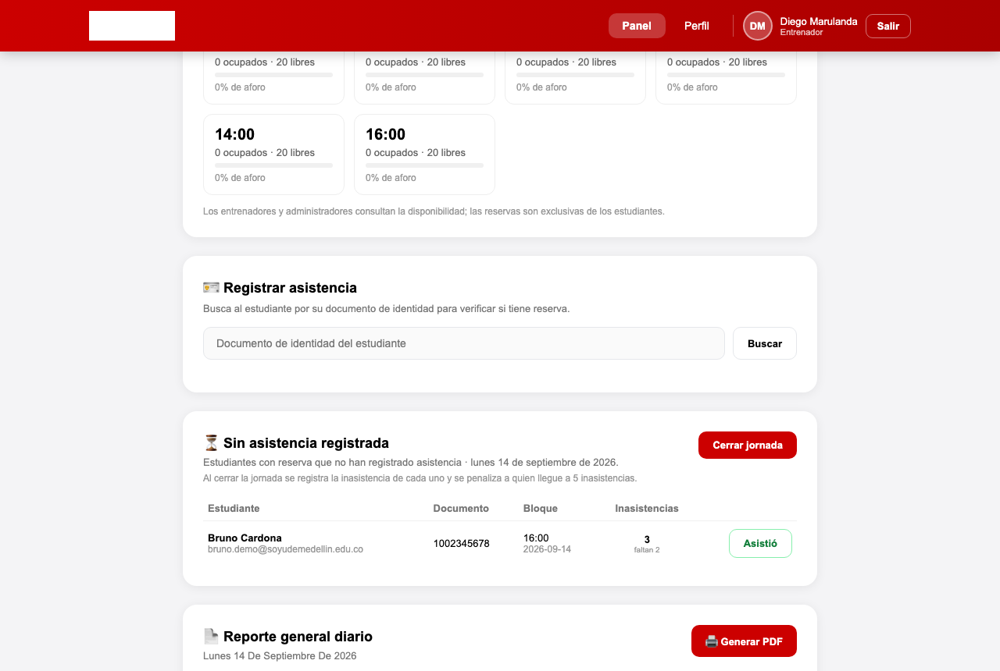 Panel
Perfil
DM
Diego Marulanda
Entrenador
Salir
0 ocupados · 20 libres
0% de aforo
0 ocupados · 20 libres
0% de aforo
0 ocupados · 20 libres
0% de aforo
0 ocupados · 20 libres
0% de aforo
14:00
0 ocupados · 20 libres
0% de aforo
16:00
0 ocupados · 20 libres
0% de aforo
Los entrenadores y administradores consultan la disponibilidad; las reservas son exclusivas de los estudiantes.
Registrar asistencia
Busca al estudiante por su documento de identidad para verificar si tiene reserva.
Documento de identidad del estudiante
Buscar
Sin asistencia registrada
Cerrar jornada
Estudiantes con reserva que no han registrado asistencia · lunes 14 de septiembre de 2026.
Al cerrar la jornada se registra la inasistencia de cada uno y se penaliza a quien llegue a 5 inasistencias.
Estudiante Documento Bloque Inasistencias
Bruno Cardona
bruno.demo@soyudemedellin.edu.co
1002345678
16:00
2026-09-14
3
faltan 2
Asistió
Reporte general diario
Lunes 14 De Septiembre De 2026
Generar PDF